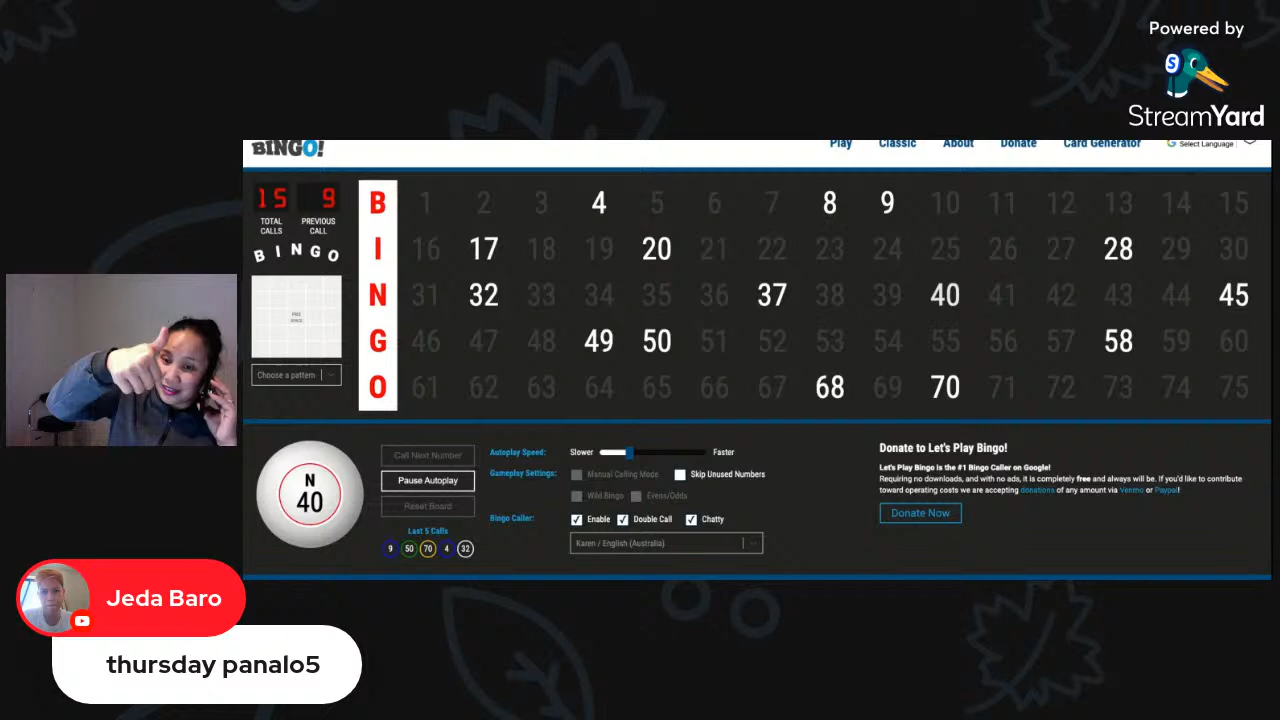 Powered by
StreamYard
BINGO!
Play Classic About Donate Card Generator Select Language
15 9
TOTAL CALLS PREVIOUS CALL
BINGO
FREE SPACE
Choose a pattern
B 1 2 3 4 5 6 7 8 9 10 11 12 13 14 15
I 16 17 18 19 20 21 22 23 24 25 26 27 28 29 30
N 31 32 33 34 35 36 37 38 39 40 41 42 43 44 45
G 46 47 48 49 50 51 52 53 54 55 56 57 58 59 60
O 61 62 63 64 65 66 67 68 69 70 71 72 73 74 75
N
40
Call Next Number
Pause Autoplay
Reset Board
Last 5 Calls
9 50 70 4 32
Autoplay Speed: Slower Faster
Gameplay Settings: Manual Calling Mode Skip Unused Numbers
Wild Bingo Evens/Odds
Bingo Caller: Enable Double Call Chatty
Karen / English (Australia)
Donate to Let's Play Bingo!
Let's Play Bingo is the #1 Bingo Caller on Google!
Requiring no downloads, and with no ads, it is completely free and always will be. If you'd like to contribute
toward operating costs we are accepting donations of any amount via Venmo or Paypal!
Donate Now
Jeda Baro
thursday panalo5